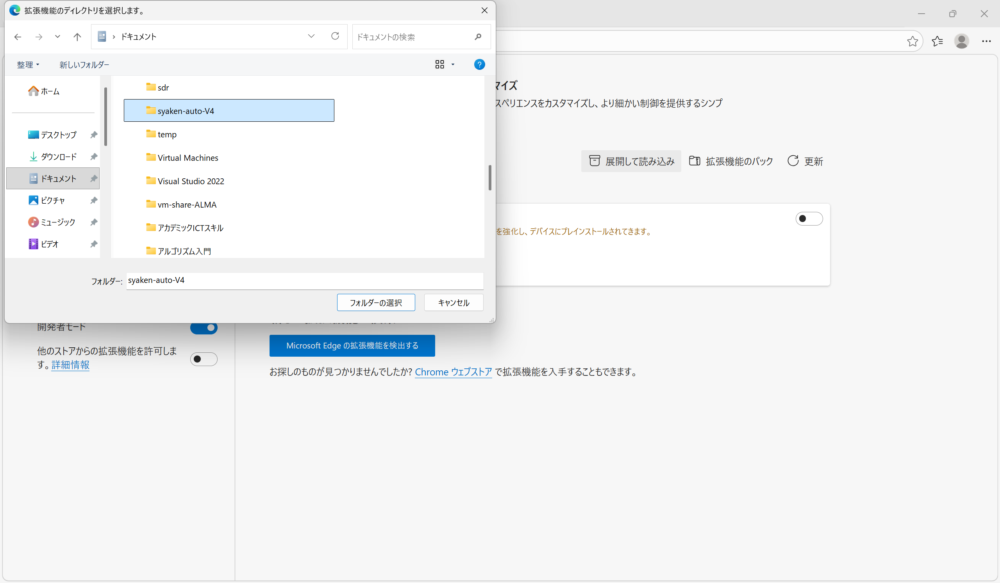 拡張機能のディレクトリを選択します。
ドキュメント
ドキュメントの検索
整理
新しいフォルダー
ホーム
デスクトップ
ダウンロード
ドキュメント
ピクチャ
ミュージック
ビデオ
sdr
syaken-auto-V4
temp
Virtual Machines
Visual Studio 2022
vm-share-ALMA
アカデミックICTスキル
アルゴリズム入門
フォルダー: syaken-auto-V4
フォルダーの選択
キャンセル
マイズ
スペリエンスをカスタマイズし、より細かい制御を提供するシンプ
展開して読み込み
拡張機能のパック
更新
を強化し、デバイスにプレインストールされてきます。
開発者モード
他のストアからの拡張機能を許可しま
す。詳細情報
Microsoft Edge の拡張機能を検出する
お探しのものが見つかりませんでしたか? Chrome ウェブストア で拡張機能を入手することもできます。